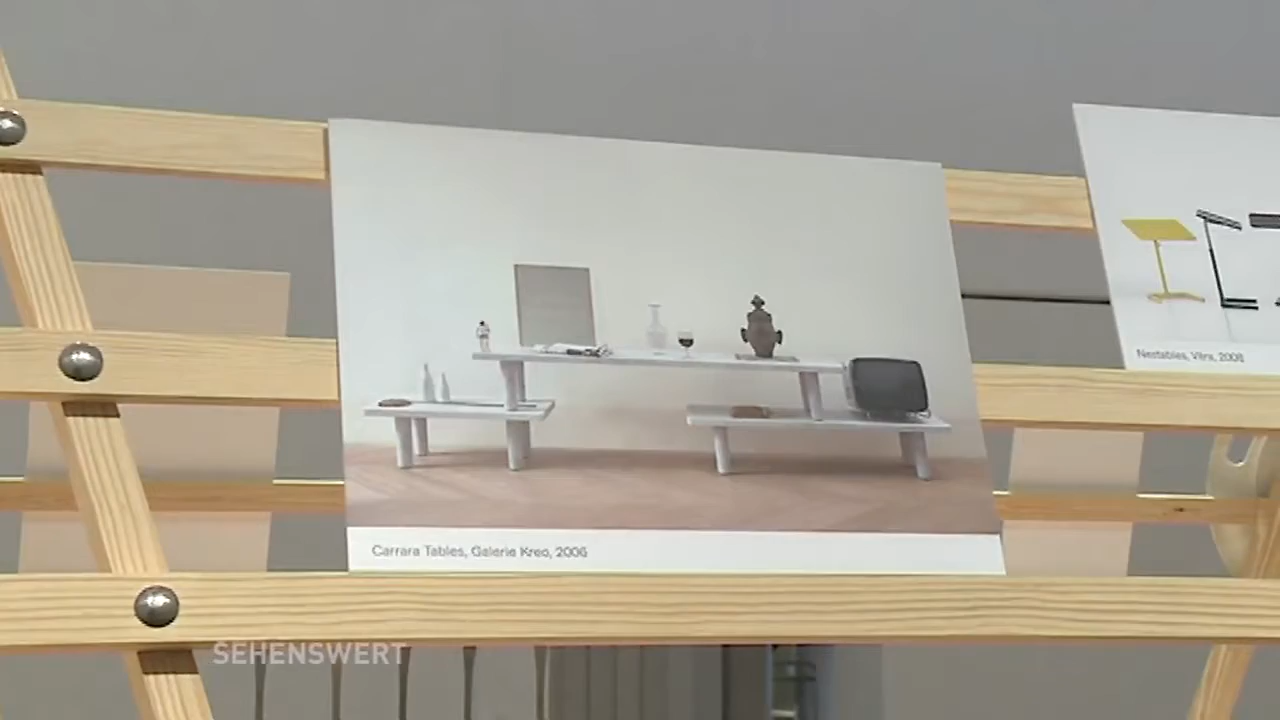 Nestables, Vitra, 2008
Carrara Tables, Galerie Kreo, 2006
SEHENSWERT